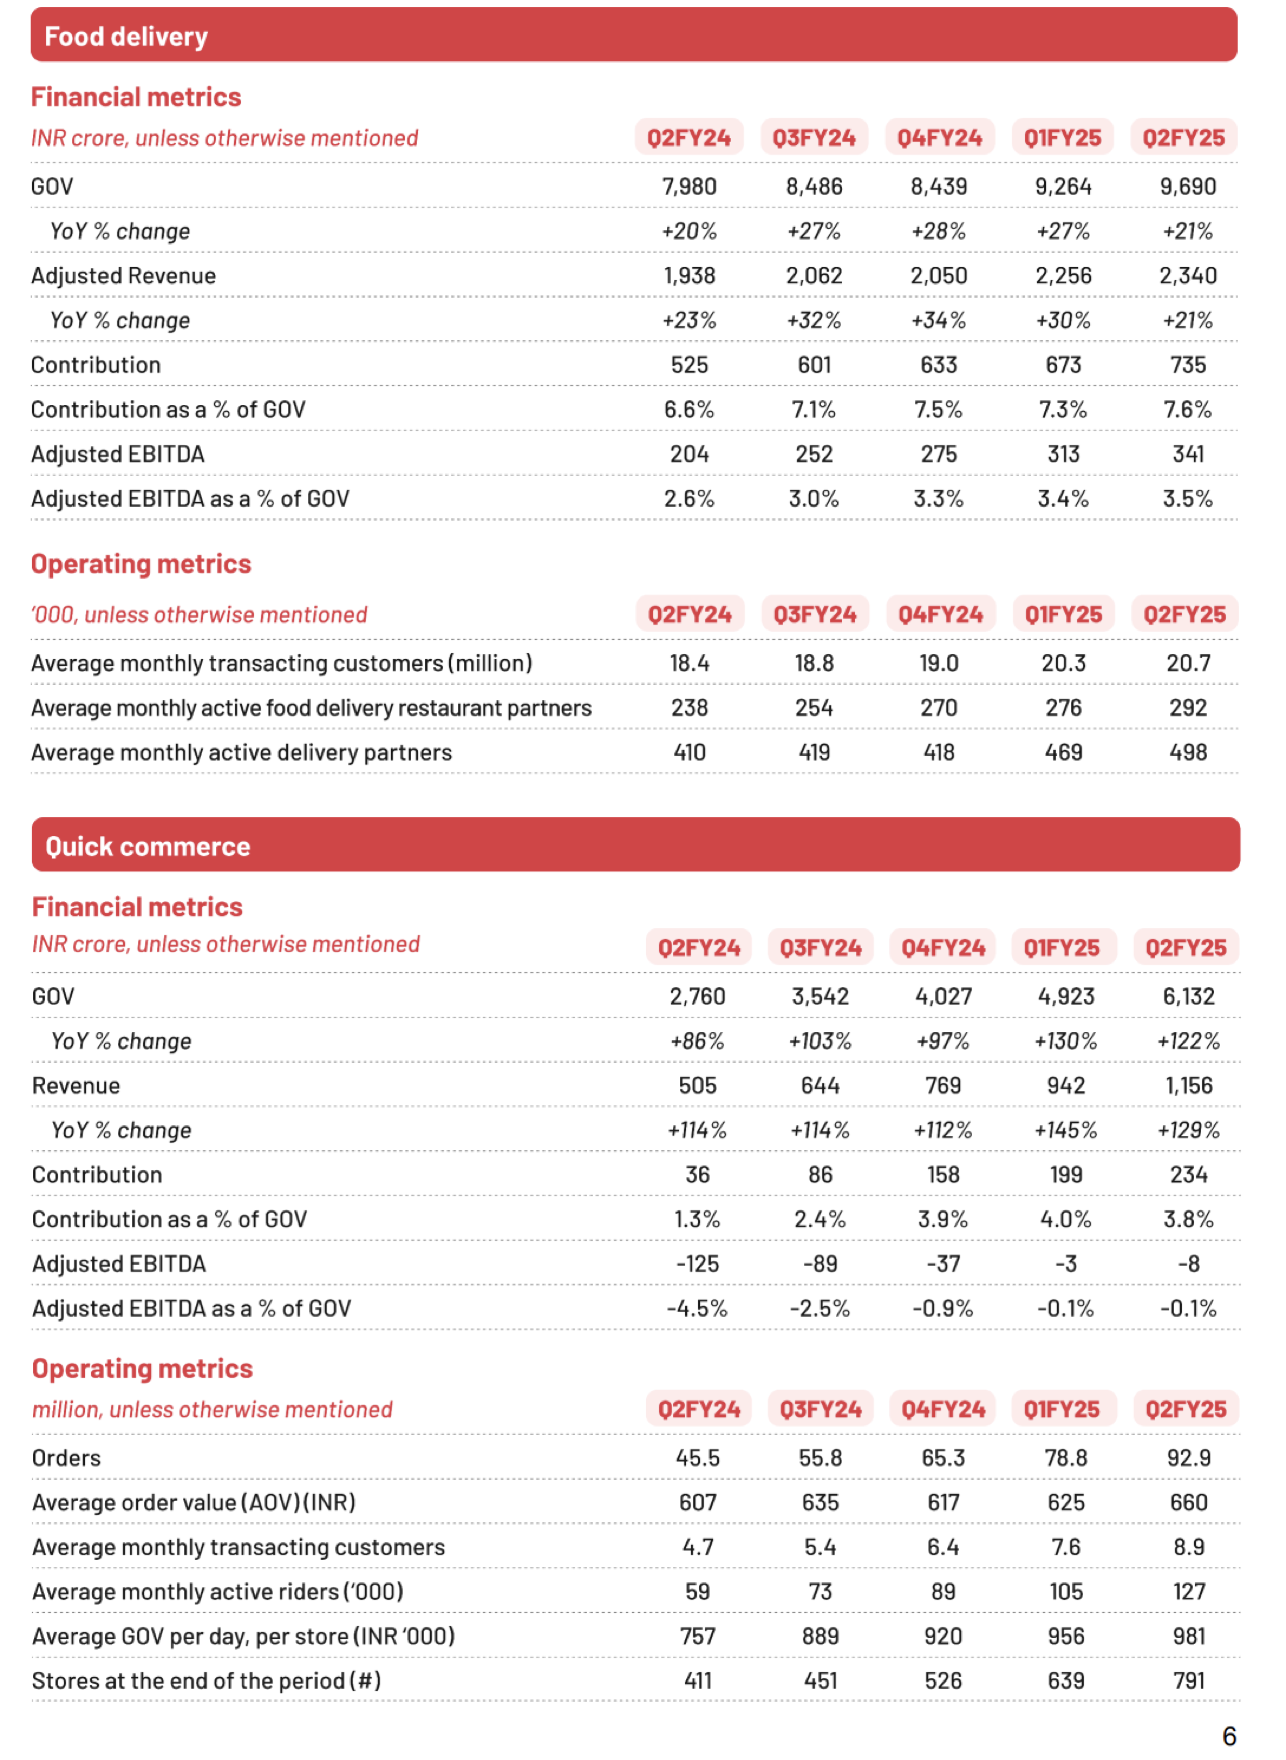 Food delivery
Financial metrics
INR crore, unless otherwise mentioned Q2FY24 Q3FY24 Q4FY24 Q1FY25 Q2FY25
GOV 7,980 8,486 8,439 9,264 9,690
YoY % change +20% +27% +28% +27% +21%
Adjusted Revenue 1,938 2,062 2,050 2,256 2,340
YoY % change +23% +32% +34% +30% +21%
Contribution 525 601 633 673 735
Contribution as a % of GOV 6.6% 7.1% 7.5% 7.3% 7.6%
Adjusted EBITDA 204 252 275 313 341
Adjusted EBITDA as a % of GOV 2.6% 3.0% 3.3% 3.4% 3.5%
Operating metrics
'000, unless otherwise mentioned Q2FY24 Q3FY24 Q4FY24 Q1FY25 Q2FY25
Average monthly transacting customers (million) 18.4 18.8 19.0 20.3 20.7
Average monthly active food delivery restaurant partners 238 254 270 276 292
Average monthly active delivery partners 410 419 418 469 498
Quick commerce
Financial metrics
INR crore, unless otherwise mentioned Q2FY24 Q3FY24 Q4FY24 Q1FY25 Q2FY25
GOV 2,760 3,542 4,027 4,923 6,132
YoY % change +86% +103% +97% +130% +122%
Revenue 505 644 769 942 1,156
YoY % change +114% +114% +112% +145% +129%
Contribution 36 86 158 199 234
Contribution as a % of GOV 1.3% 2.4% 3.9% 4.0% 3.8%
Adjusted EBITDA -125 -89 -37 -3 -8
Adjusted EBITDA as a % of GOV -4.5% -2.5% -0.9% -0.1% -0.1%
Operating metrics
million, unless otherwise mentioned Q2FY24 Q3FY24 Q4FY24 Q1FY25 Q2FY25
Orders 45.5 55.8 65.3 78.8 92.9
Average order value (AOV) (INR) 607 635 617 625 660
Average monthly transacting customers 4.7 5.4 6.4 7.6 8.9
Average monthly active riders ('000) 59 73 89 105 127
Average GOV per day, per store (INR '000) 757 889 920 956 981
Stores at the end of the period (#) 411 451 526 639 791
6